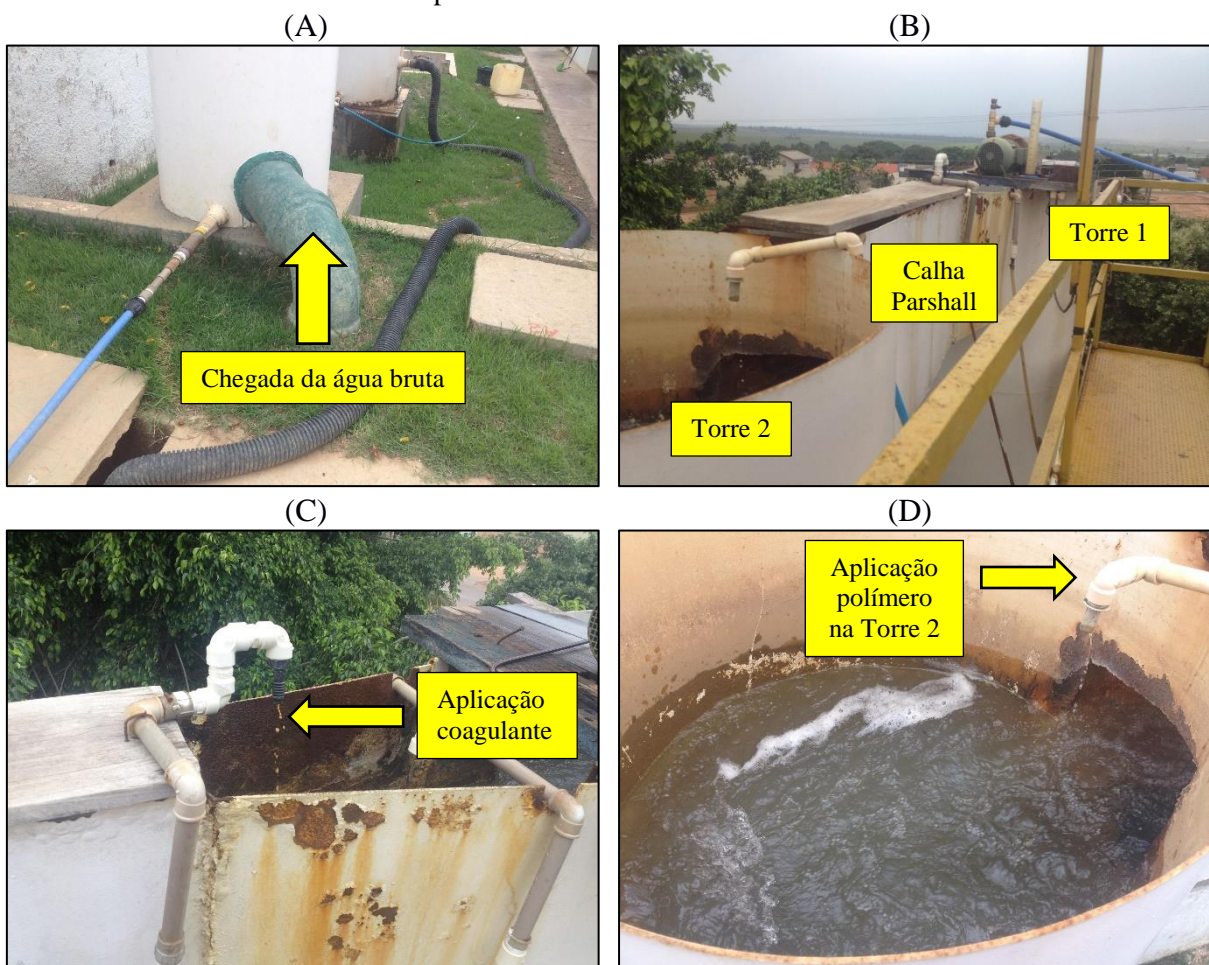 (A)
(B)
Chegada da água bruta
Torre 1
Calha
Parshall
Torre 2
(C)
(D)
Aplicação
coagulante
Aplicação
polímero
na Torre 2